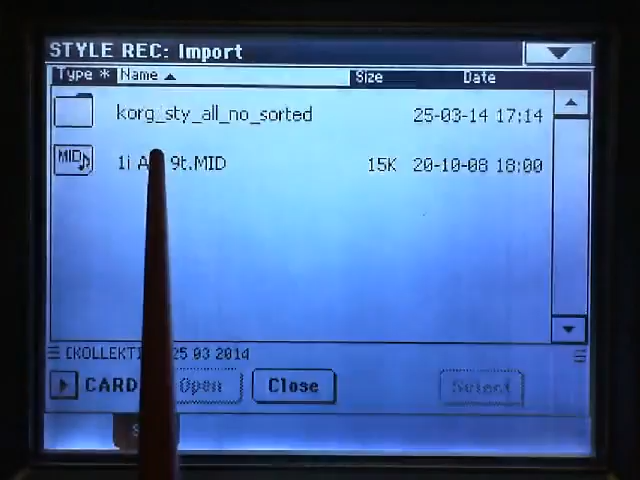 STYLE REC: Import
Type * Name Size Date
korg_sty_all_no_sorted 25-03-14 17:14
MID 1i 9t.MID 15K 20-10-08 18:00
25 03 2014
CARD Open Close Select